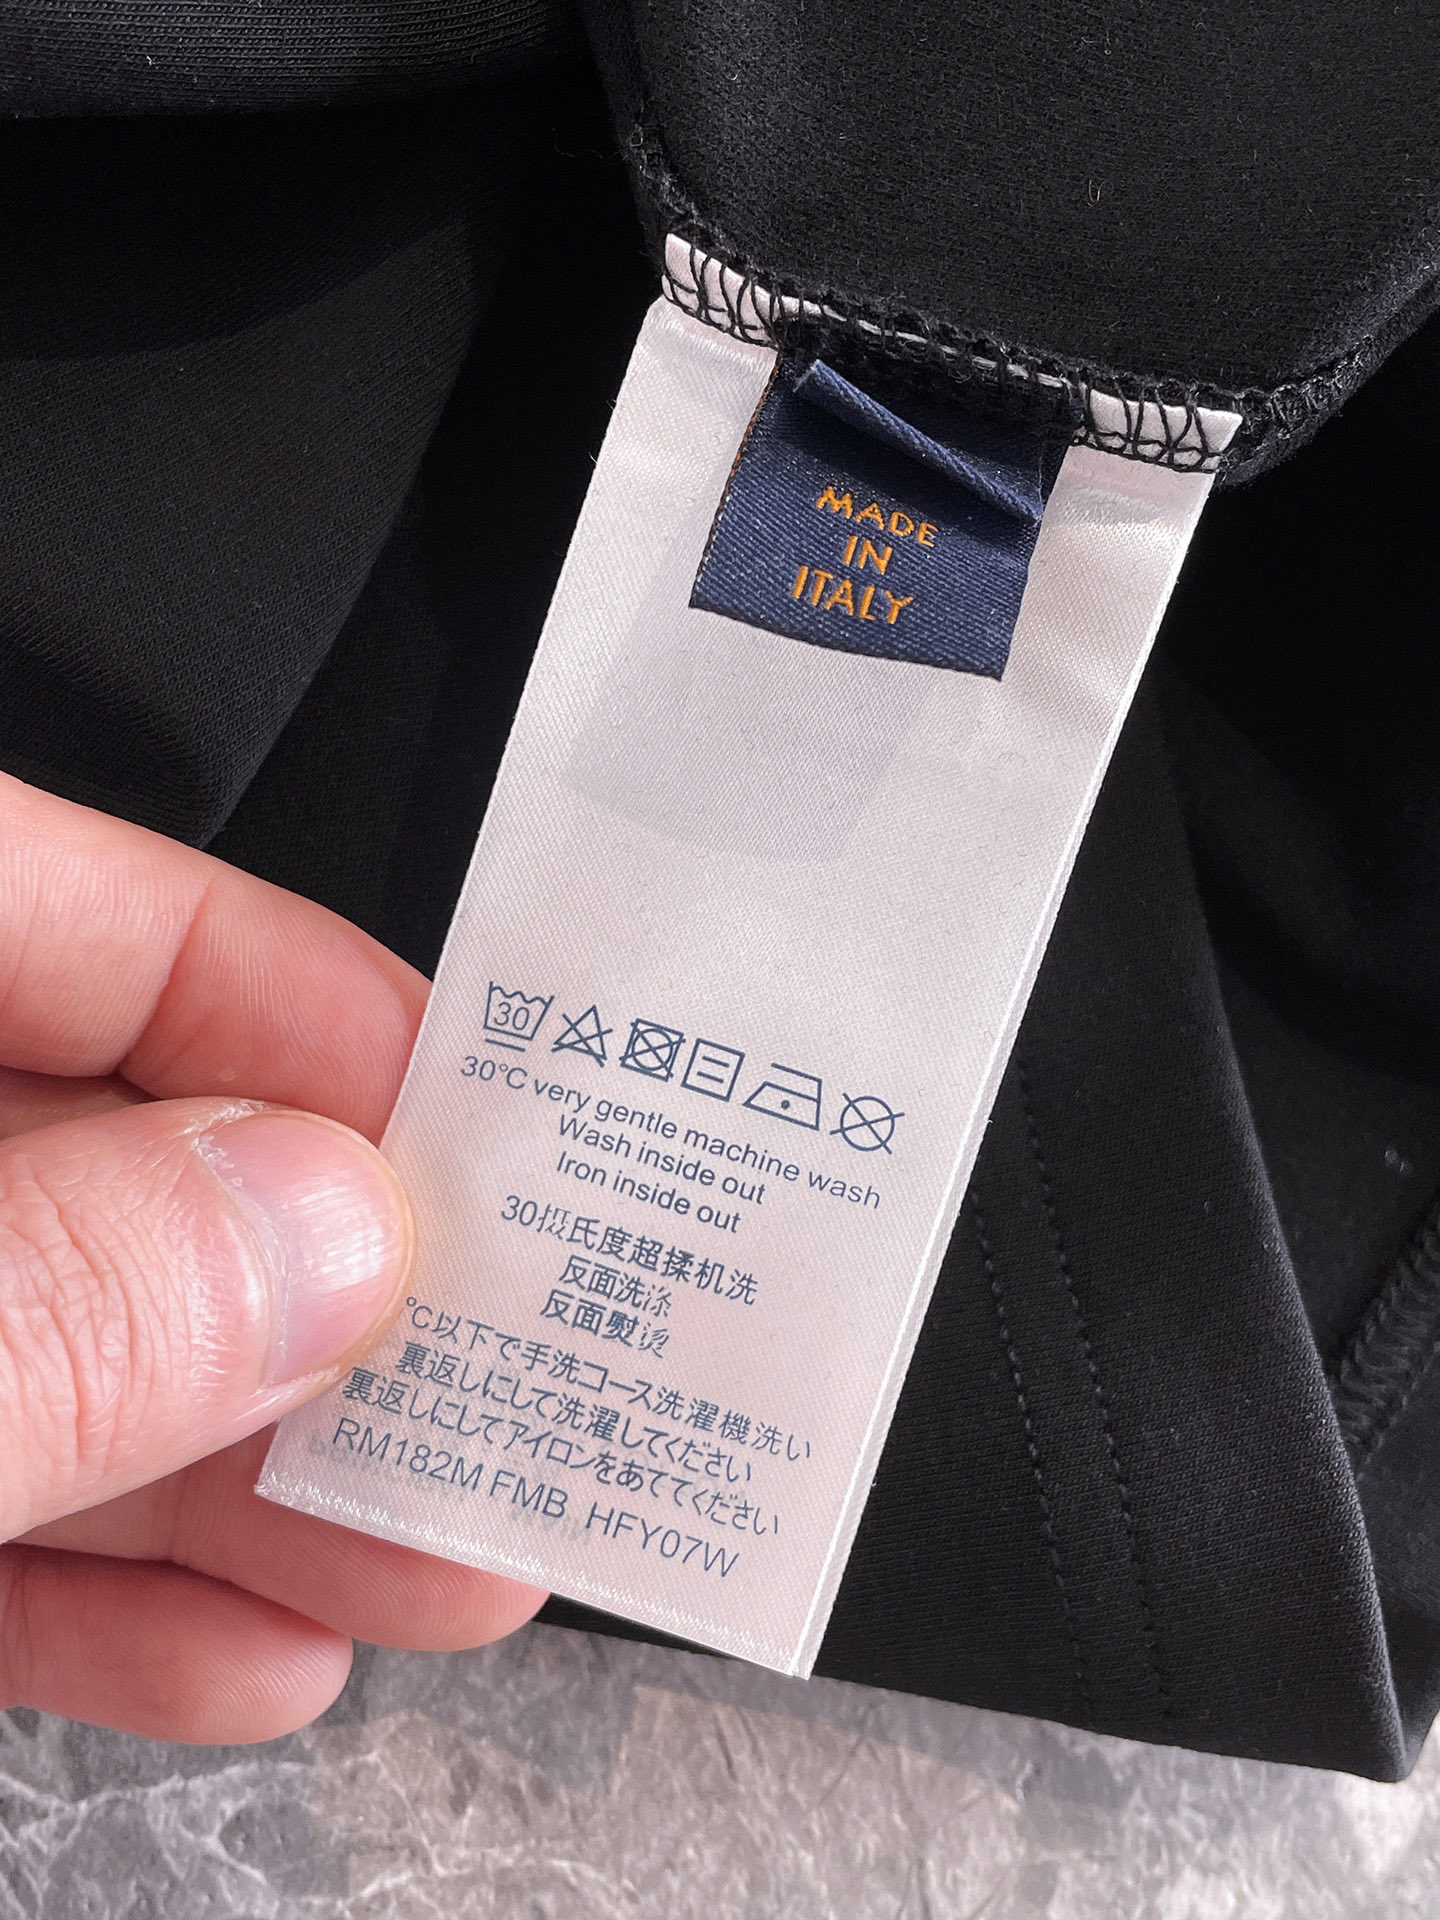 MADE
IN
ITALY
30
30°C very gentle machine wash
Wash inside out
Iron inside out
30摄氏度超揉机洗
反面洗涤
反面熨烫
°C以下で手洗コース洗濯機洗い
裏返しにして洗濯してください
裏返しにしてアイロンをあててください
RM182M FMB HFY07W